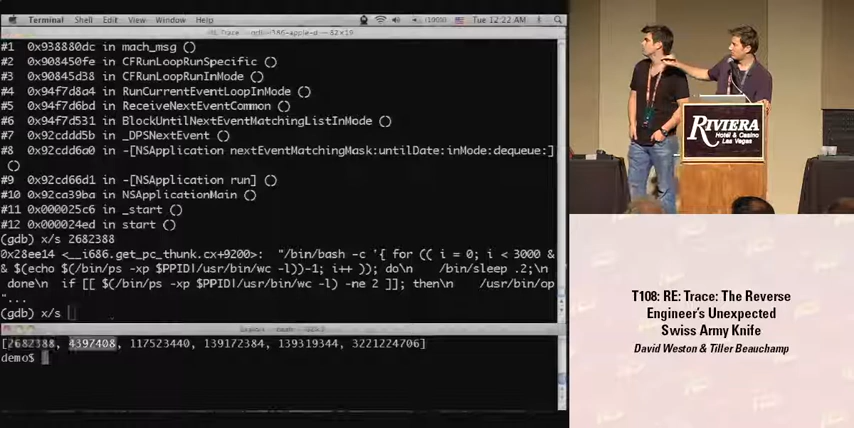 Terminal Shell Edit View Window Help
Tue 12:22 AM
#1 0x938880dc in mach_msg ()
#2 0x908450fe in CFRunLoopRunSpecific ()
#3 0x90845d38 in CFRunLoopRunInMode ()
#4 0x94f7d8a4 in RunCurrentEventLoopInMode ()
#5 0x94f7d6bd in ReceiveNextEventCommon ()
#6 0x94f7d531 in BlockUntilNextEventMatchingListInMode ()
#7 0x92cddd5b in _DPSNextEvent ()
#8 0x92cdd6a0 in -[NSApplication nextEventMatchingMask:untilDate:inMode:dequeue:]
()
#9 0x92cd66d1 in -[NSApplication run] ()
#10 0x92ca39ba in NSApplicationMain ()
#11 0x000025c6 in _start ()
#12 0x000024ed in start ()
(gdb) x/s 2682388
0x28ee14 <__i686.get_pc_thunk.cx+9200>: "/bin/bash -c '{ for (( i = 0; i < 3000 &
& $(echo $(/bin/ps -xp $PPID|/usr/bin/wc -l))-1; i++ )); do\n /bin/sleep .2;\n
done\n if [[ $(/bin/ps -xp $PPID|/usr/bin/wc -l) -ne 2 ]]; then\n /usr/bin/op
"...
(gdb) x/s
[2682388, 4397408, 117523440, 139172384, 139319344, 3221224706]
demo$
RIVIERA
Hotel & Casino
Las Vegas
T108: RE: Trace: The Reverse
Engineer's Unexpected
Swiss Army Knife
David Weston & Tiller Beauchamp